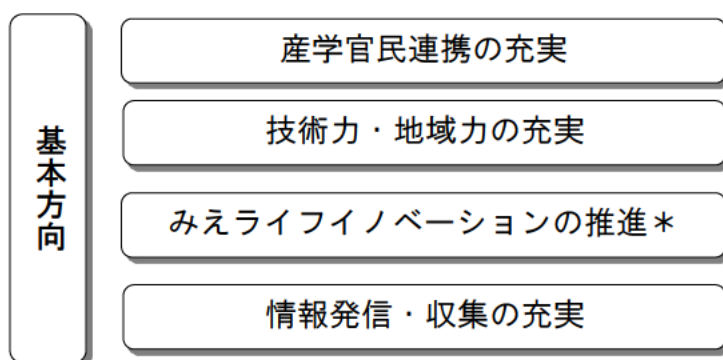 基本方向
産学官民連携の充実
技術力・地域力の充実
みえライフイノベーションの推進＊
情報発信・収集の充実